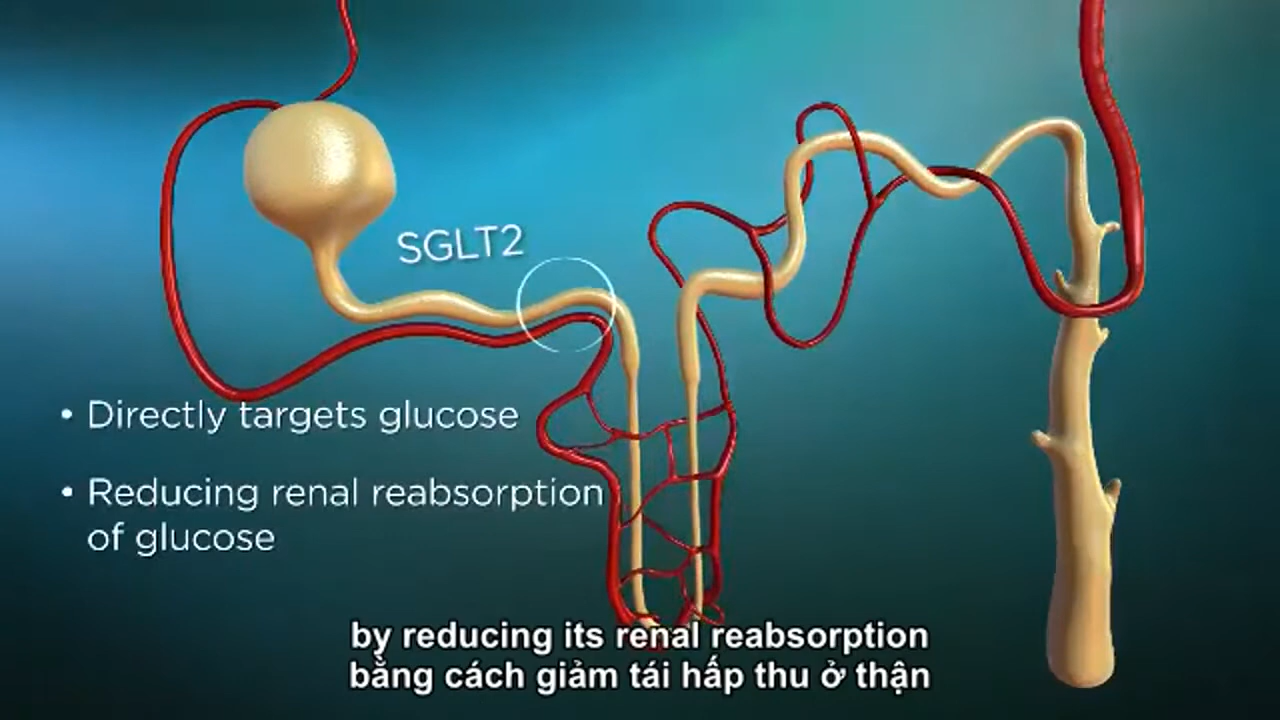 SGLT2
• Directly targets glucose
• Reducing renal reabsorption
of glucose
by reducing its renal reabsorption
bằng cách giảm tái hấp thu ở thận